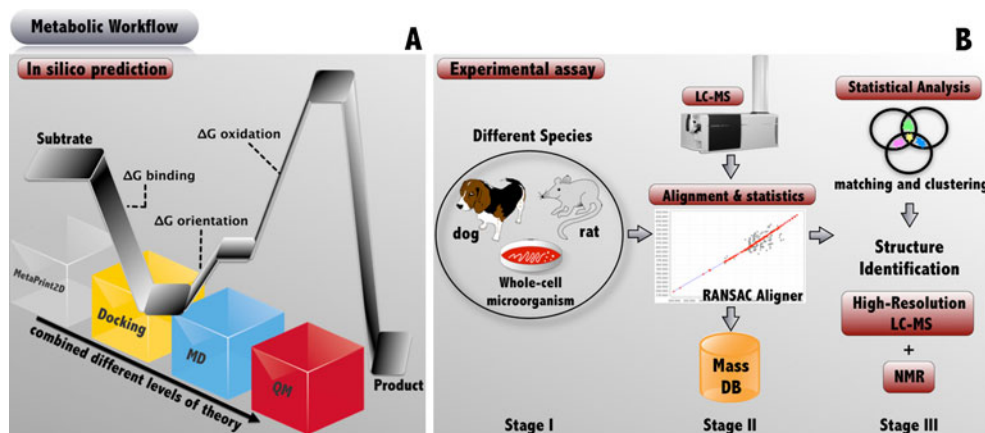 Metabolic Workflow
A
In silico prediction
Subtrate
ΔG oxidation
ΔG binding
ΔG orientation
MetaPrint2D
Docking
MD
QM
Product
combined different levels of theory
B
Experimental assay
Different Species
dog
rat
Whole-cell
microorganism
Stage I
LC-MS
Alignment & statistics
RANSAC Aligner
Mass
DB
Stage II
Statistical Analysis
matching and clustering
Structure
Identification
High-Resolution
LC-MS
+
NMR
Stage III